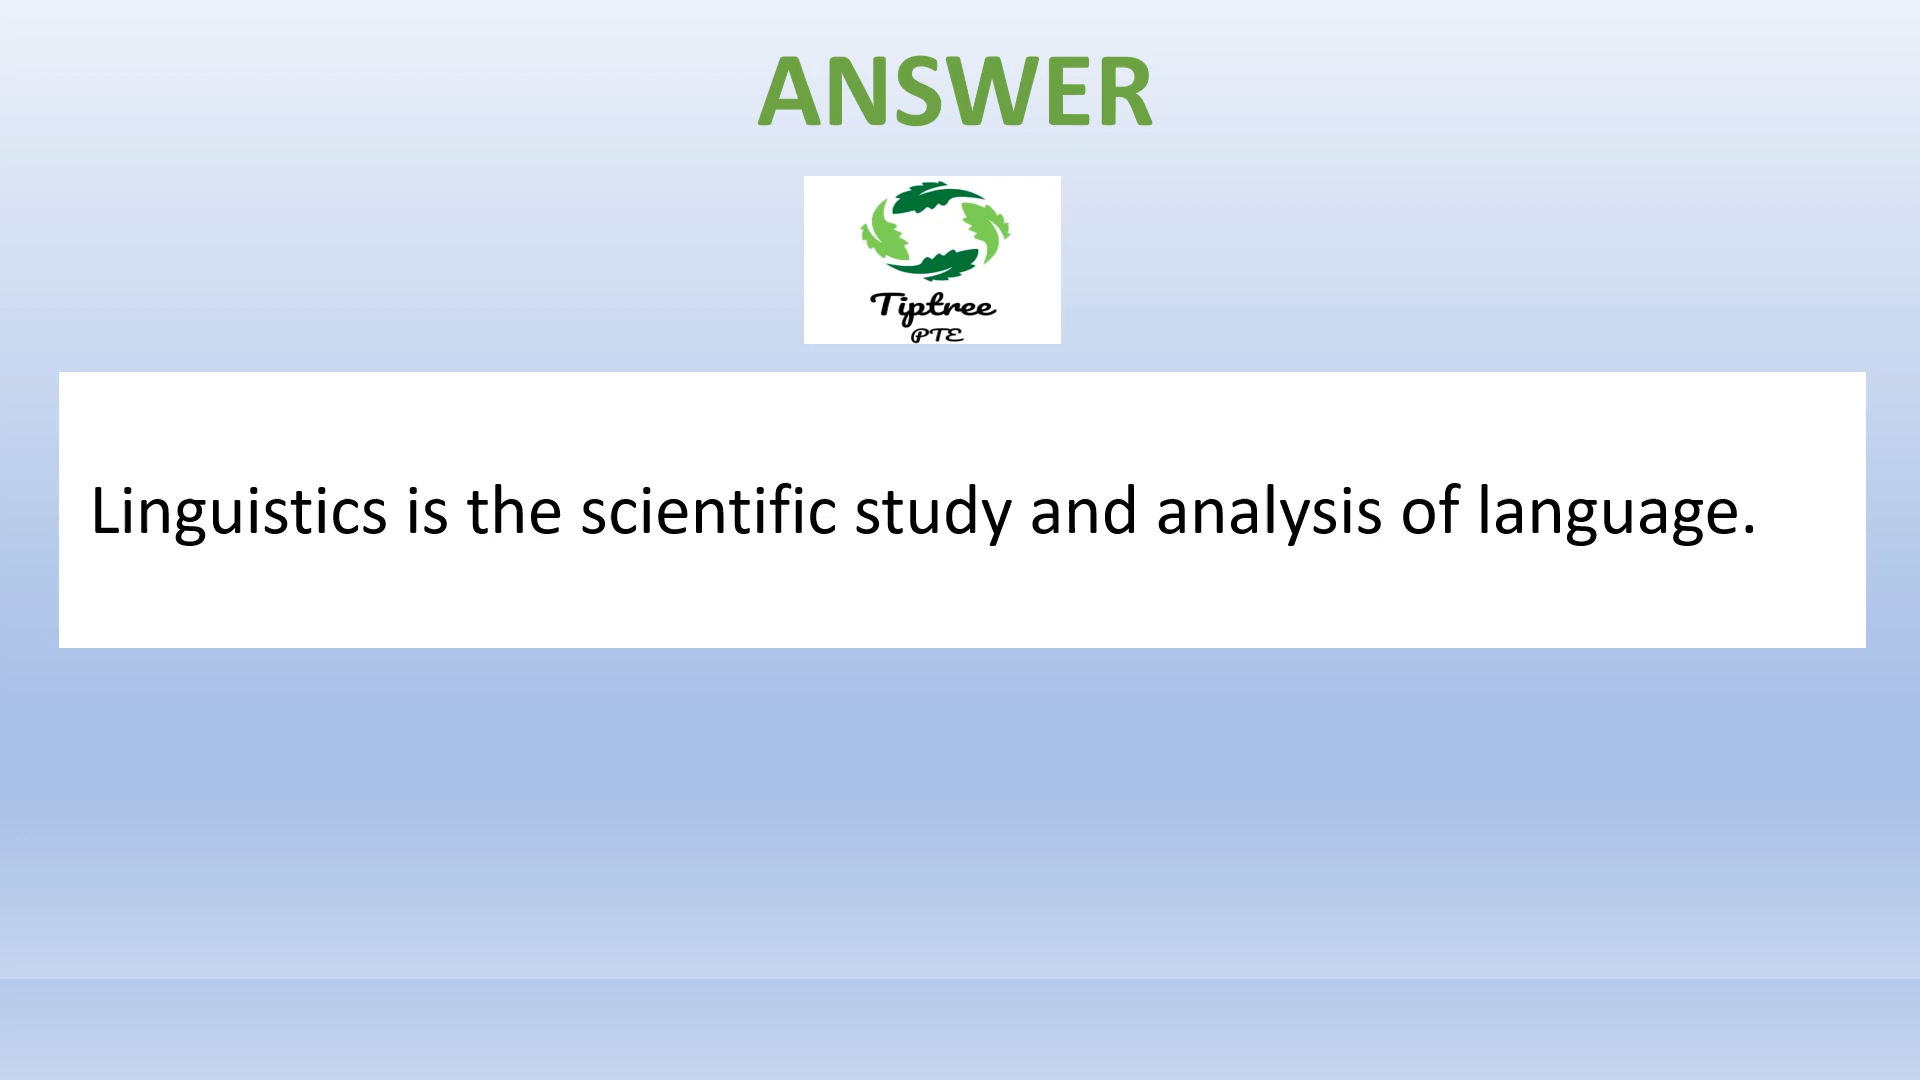 ANSWER
Tiptree
PTE
Linguistics is the scientific study and analysis of language.